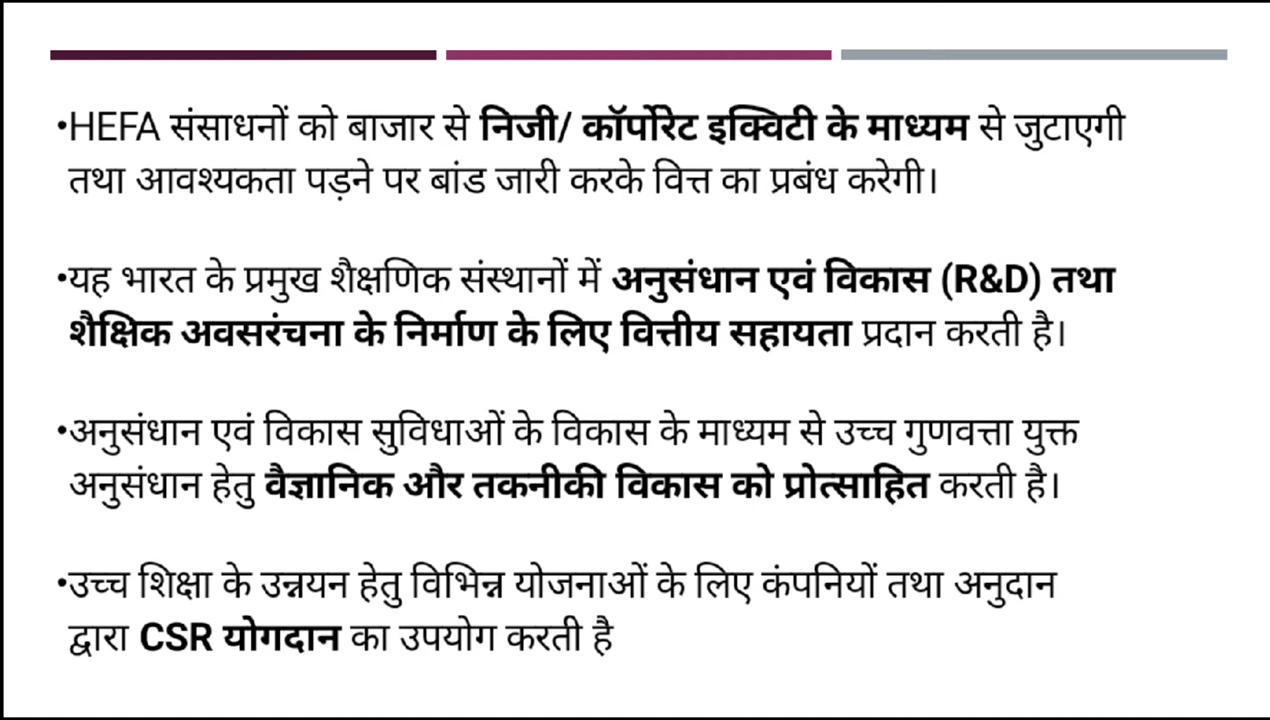 •HEFA संसाधनों को बाजार से निजी/ कॉर्पोरेट इक्विटी के माध्यम से जुटाएगी
तथा आवश्यकता पड़ने पर बांड जारी करके वित्त का प्रबंध करेगी।
•यह भारत के प्रमुख शैक्षणिक संस्थानों में अनुसंधान एवं विकास (R&D) तथा
शैक्षिक अवसरंचना के निर्माण के लिए वित्तीय सहायता प्रदान करती है।
•अनुसंधान एवं विकास सुविधाओं के विकास के माध्यम से उच्च गुणवत्ता युक्त
अनुसंधान हेतु वैज्ञानिक और तकनीकी विकास को प्रोत्साहित करती है।
•उच्च शिक्षा के उन्नयन हेतु विभिन्न योजनाओं के लिए कंपनियों तथा अनुदान
द्वारा CSR योगदान का उपयोग करती है